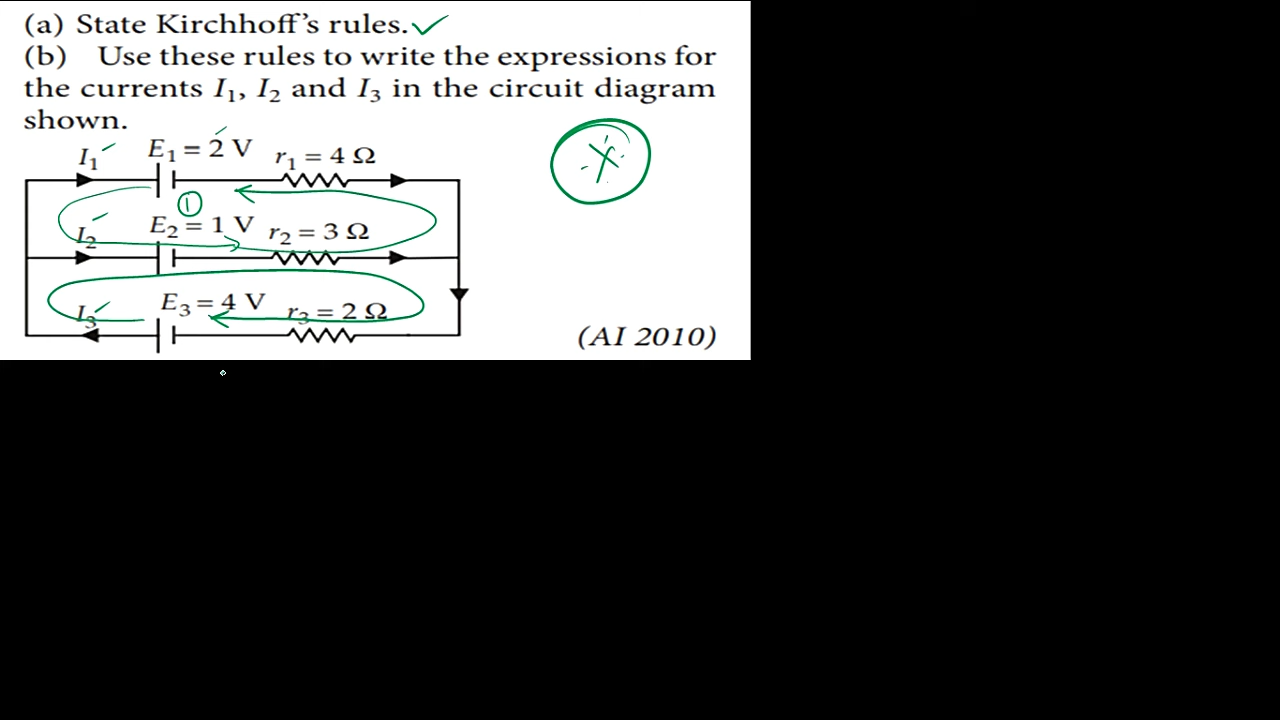 (a) State Kirchhoff's rules.
(b) Use these rules to write the expressions for
the currents I₁, I₂ and I₃ in the circuit diagram
shown.
I₁ E₁ = 2 V r₁ = 4 Ω
①
I₂ E₂ = 1 V r₂ = 3 Ω
I₃ E₃ = 4 V r₃ = 2 Ω
(AI 2010)